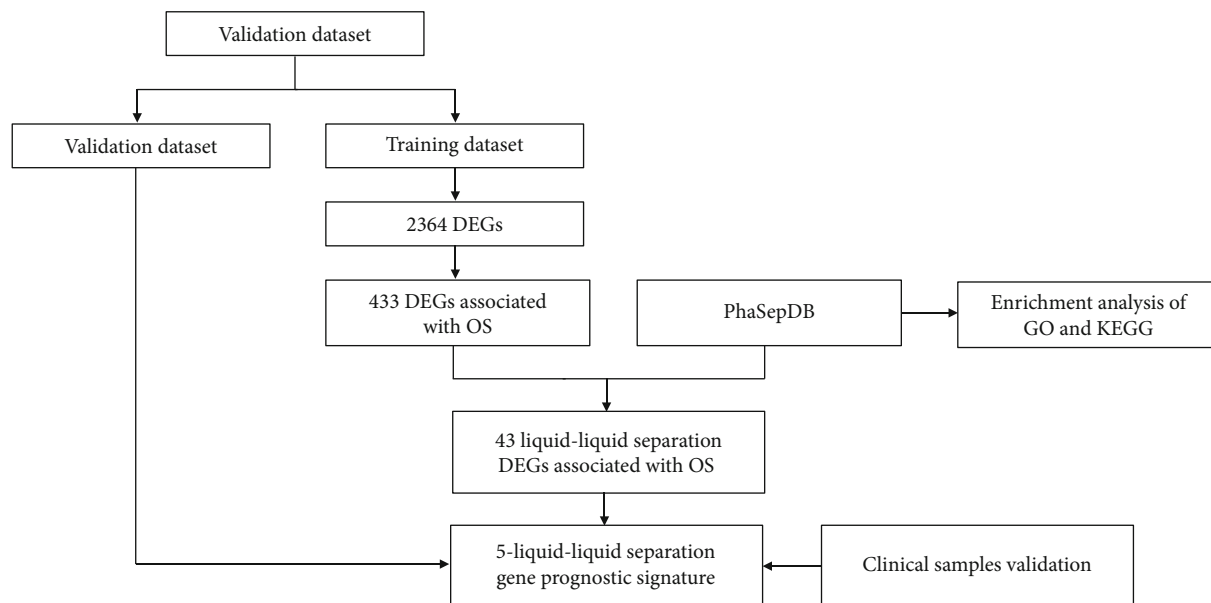 Validation dataset
Validation dataset
Training dataset
2364 DEGs
433 DEGs associated
with OS
PhaSepDB
Enrichment analysis of
GO and KEGG
43 liquid-liquid separation
DEGs associated with OS
5-liquid-liquid separation
gene prognostic signature
Clinical samples validation